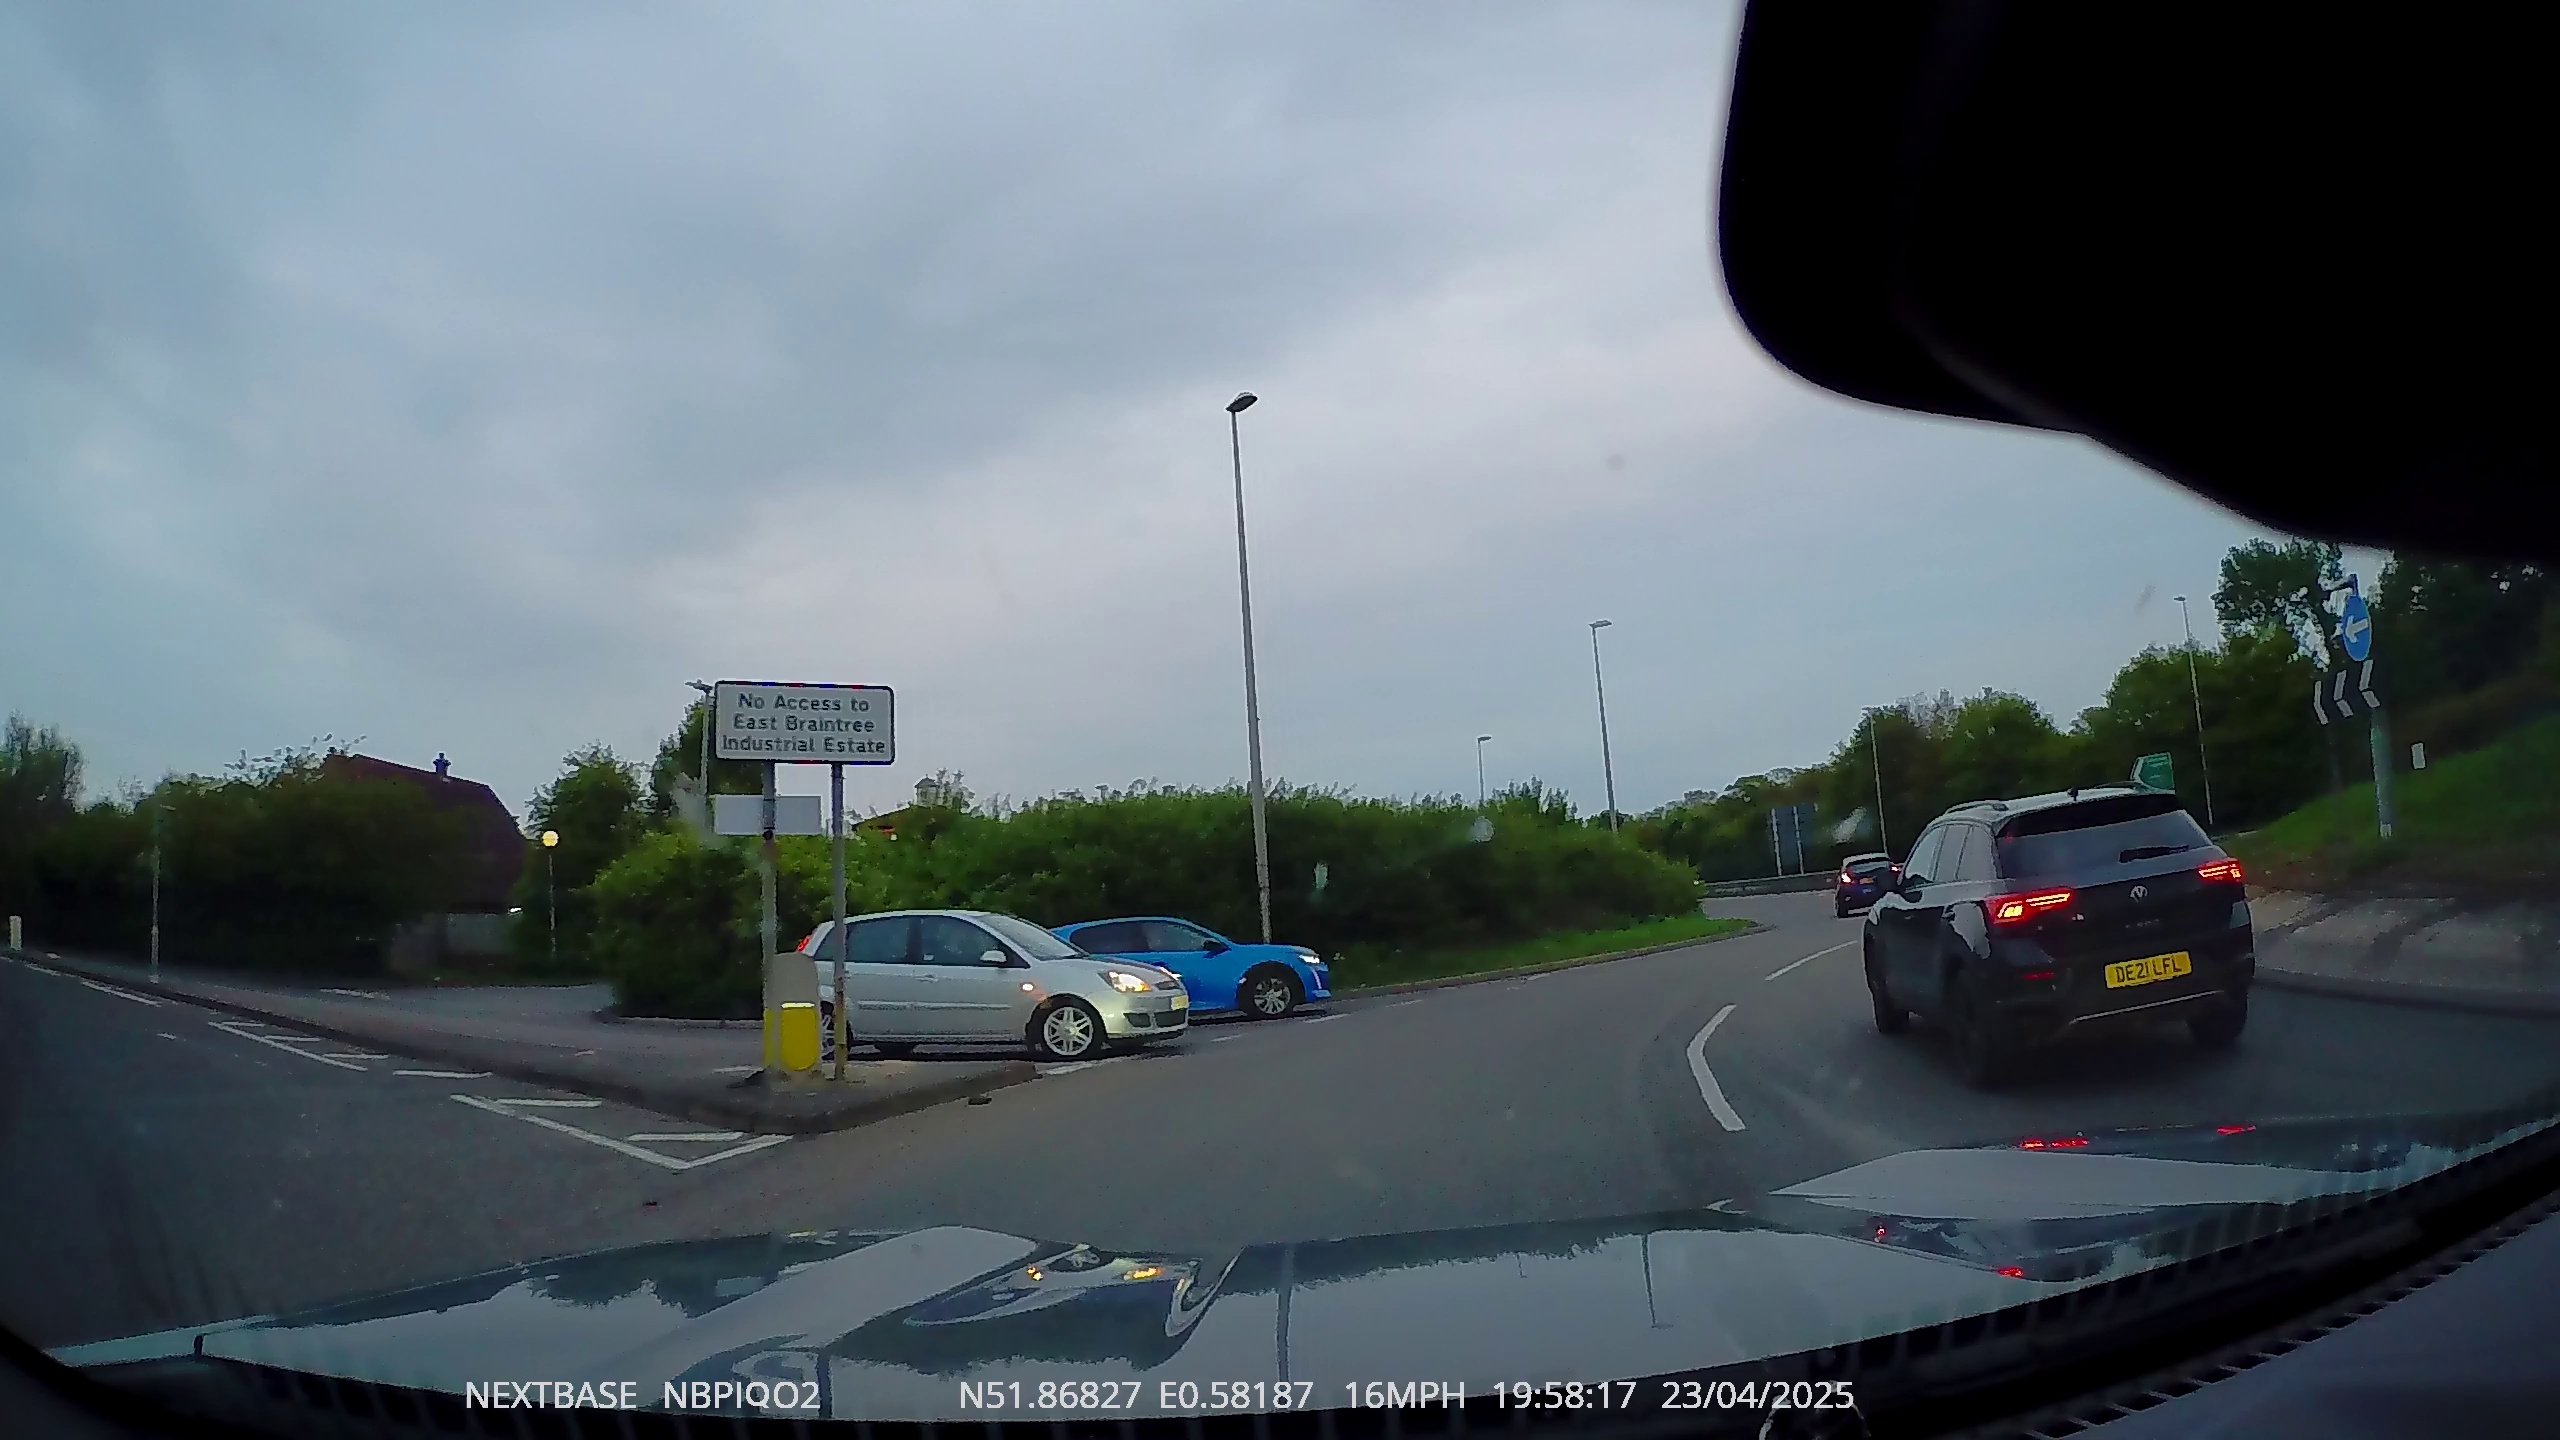 No Access to
East Braintree
Industrial Estate
DE21 LFL
NEXTBASE NBPIQO2 N51.86827 E0.58187 16MPH 19:58:17 23/04/2025